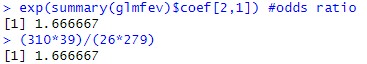 > exp(summary(glmfev)$coef[2,1]) #odds ratio
[1] 1.666667
> (310*39)/(26*279)
[1] 1.666667